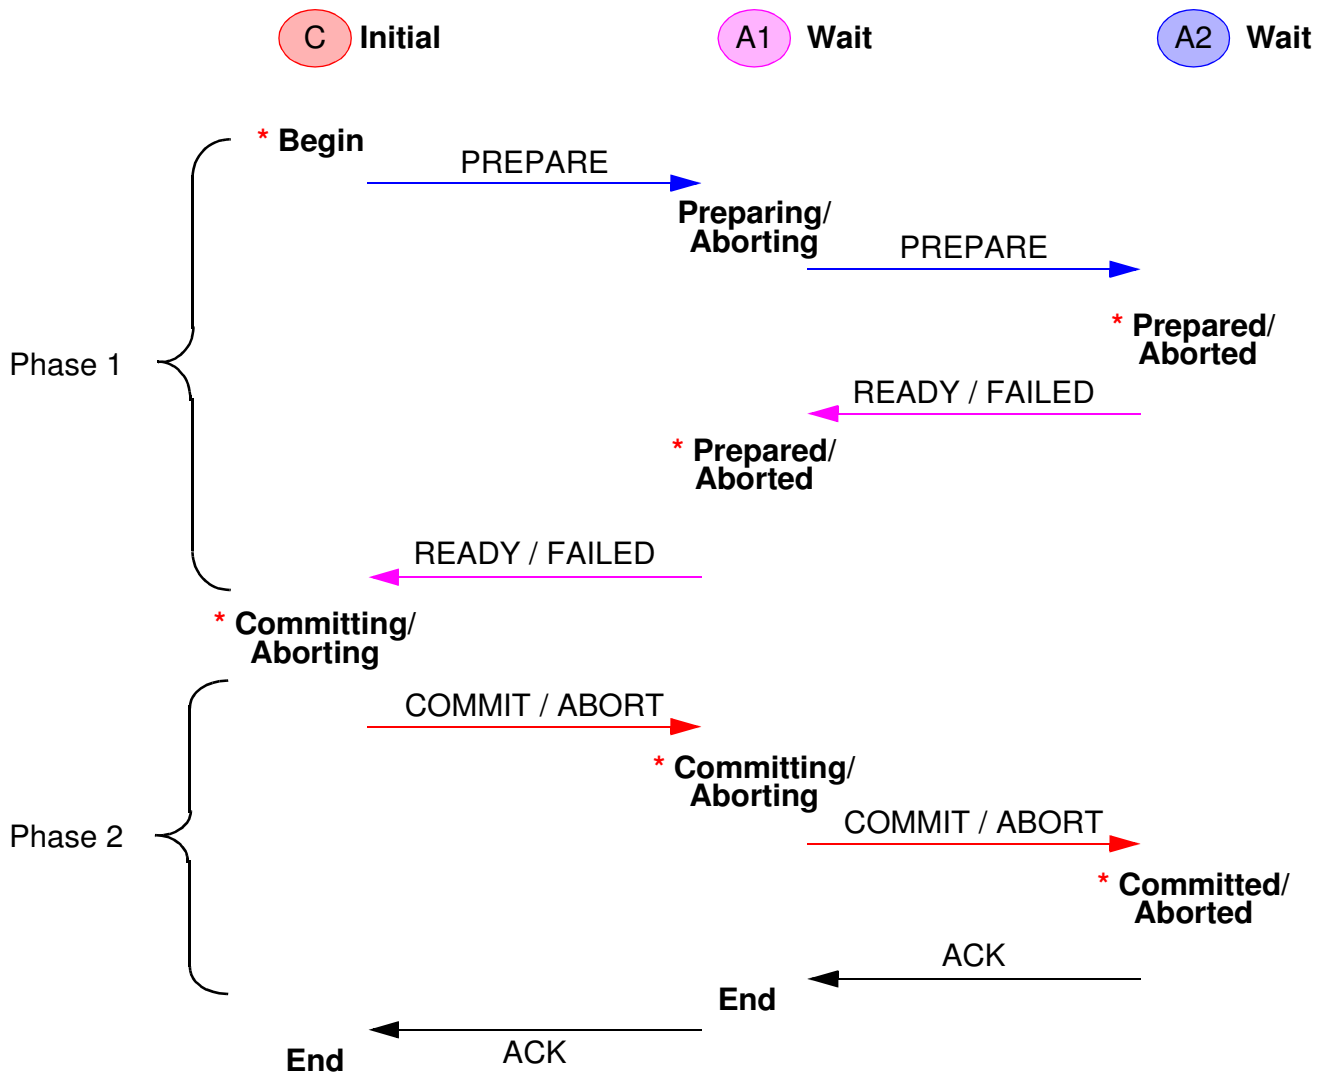 C Initial A1 Wait A2 Wait
* Begin
PREPARE
Preparing/
Aborting
PREPARE
* Prepared/
Aborted
Phase 1
READY / FAILED
* Prepared/
Aborted
READY / FAILED
* Committing/
Aborting
COMMIT / ABORT
* Committing/
Aborting
COMMIT / ABORT
Phase 2
* Committed/
Aborted
ACK
End
ACK
End